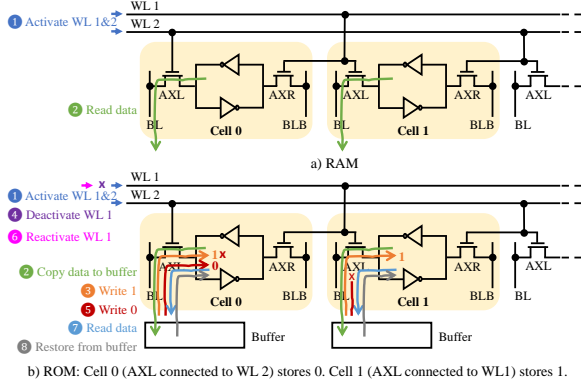 WL 1
1 Activate WL 1&2
WL 2
AXL
AXR
AXL
AXR
AXL
2 Read data
BL
Cell 0
BLB
BL
Cell 1
BLB
BL
a) RAM
x
WL 1
1 Activate WL 1&2
WL 2
4 Deactivate WL 1
6 Reactivate WL 1
AXL
1 x
AXR
AXL
1
AXR
AXL
0
x
2 Copy data to buffer
BL
Cell 0
BLB
BL
Cell 1
BLB
BL
3 Write 1
5 Write 0
7 Read data
Buffer
Buffer
8 Restore from buffer
b) ROM: Cell 0 (AXL connected to WL 2) stores 0. Cell 1 (AXL connected to WL1) stores 1.